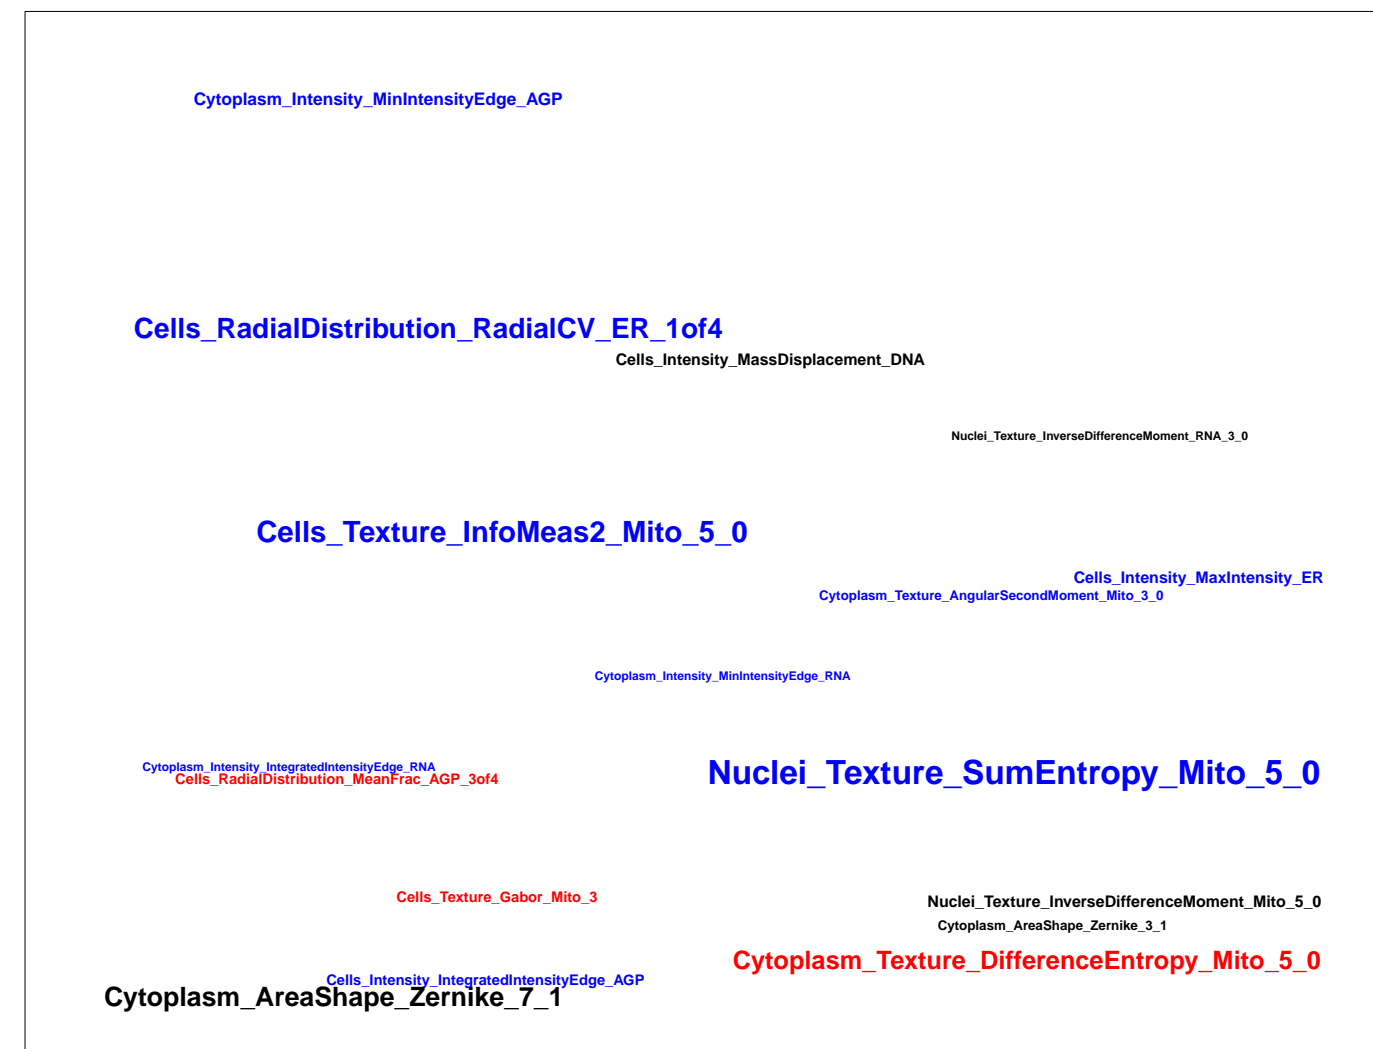 Cytoplasm_Intensity_MinIntensityEdge_AGP
Cells_RadialDistribution_RadialCV_ER_1of4
Cells_Intensity_MassDisplacement_DNA
Nuclei_Texture_InverseDifferenceMoment_RNA_3_0
Cells_Texture_InfoMeas2_Mito_5_0
Cells_Intensity_MaxIntensity_ER
Cytoplasm_Texture_AngularSecondMoment_Mito_3_0
Cytoplasm_Intensity_MinIntensityEdge_RNA
Cytoplasm_Intensity_IntegratedIntensityEdge_RNA
Nuclei_Texture_SumEntropy_Mito_5_0
Cells_RadialDistribution_MeanFrac_AGP_3of4
Cells_Texture_Gabor_Mito_3
Nuclei_Texture_InverseDifferenceMoment_Mito_5_0
Cytoplasm_AreaShape_Zernike_3_1
Cytoplasm_Texture_DifferenceEntropy_Mito_5_0
Cells_Intensity_IntegratedIntensityEdge_AGP
Cytoplasm_AreaShape_Zernike_7_1